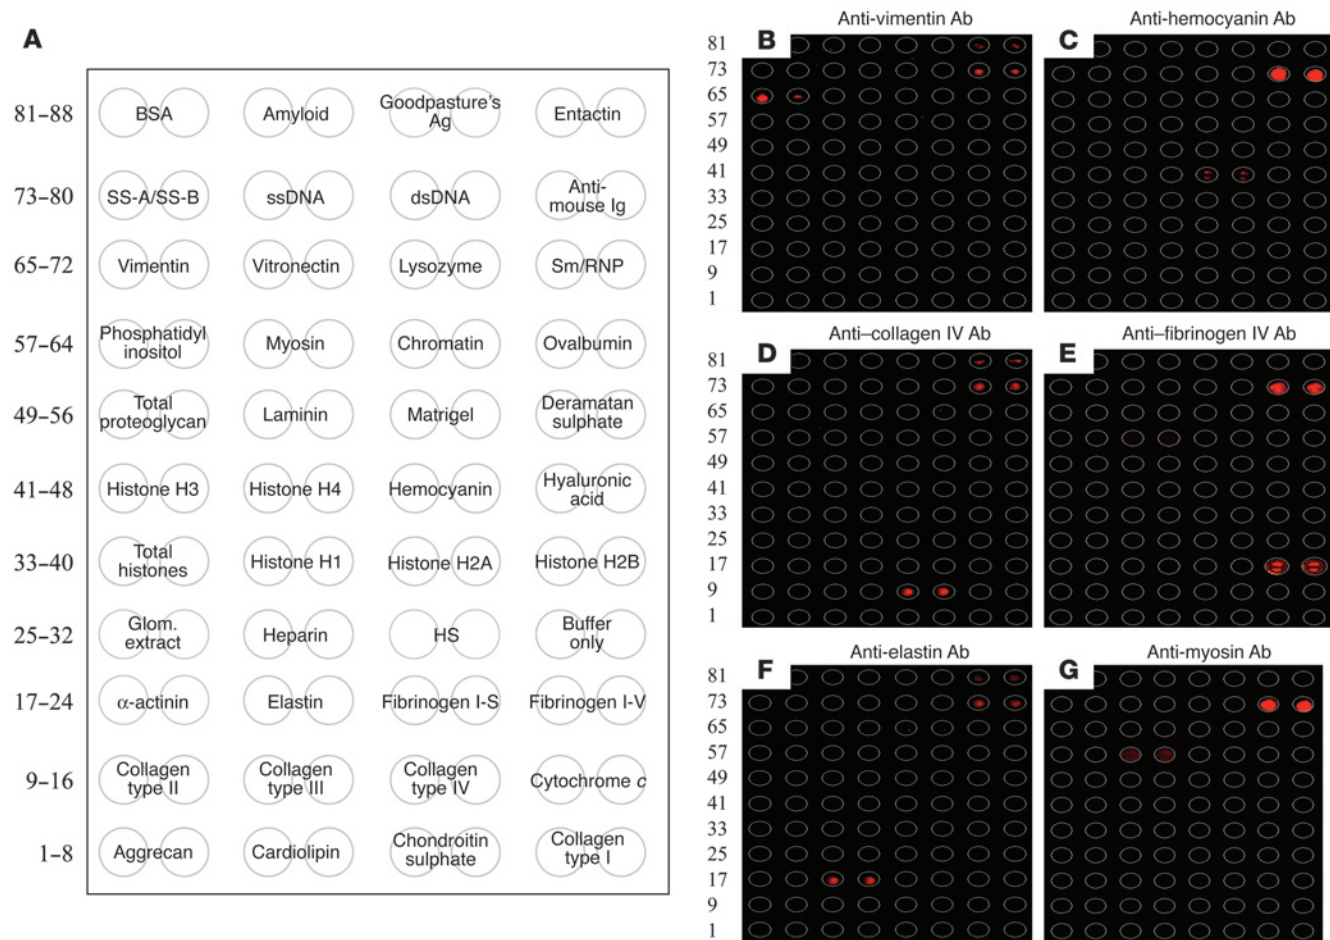 A
81–88
BSA
Amyloid
Goodpasture's
Ag
Entactin
73–80
SS-A/SS-B
ssDNA
dsDNA
Anti-
mouse Ig
65–72
Vimentin
Vitronectin
Lysozyme
Sm/RNP
57–64
Phosphatidyl
inositol
Myosin
Chromatin
Ovalbumin
49–56
Total
proteoglycan
Laminin
Matrigel
Deramatan
sulphate
41–48
Histone H3
Histone H4
Hemocyanin
Hyaluronic
acid
33–40
Total
histones
Histone H1
Histone H2A
Histone H2B
25–32
Glom.
extract
Heparin
HS
Buffer
only
17–24
α-actinin
Elastin
Fibrinogen I-S
Fibrinogen I-V
9–16
Collagen
type II
Collagen
type III
Collagen
type IV
Cytochrome c
1–8
Aggrecan
Cardiolipin
Chondroitin
sulphate
Collagen
type I
Anti-vimentin Ab
B
81
73
65
57
49
41
33
25
17
9
1
Anti-hemocyanin Ab
C
Anti–collagen IV Ab
D
81
73
65
57
49
41
33
25
17
9
1
Anti–fibrinogen IV Ab
E
Anti-elastin Ab
F
81
73
65
57
49
41
33
25
17
9
1
Anti-myosin Ab
G